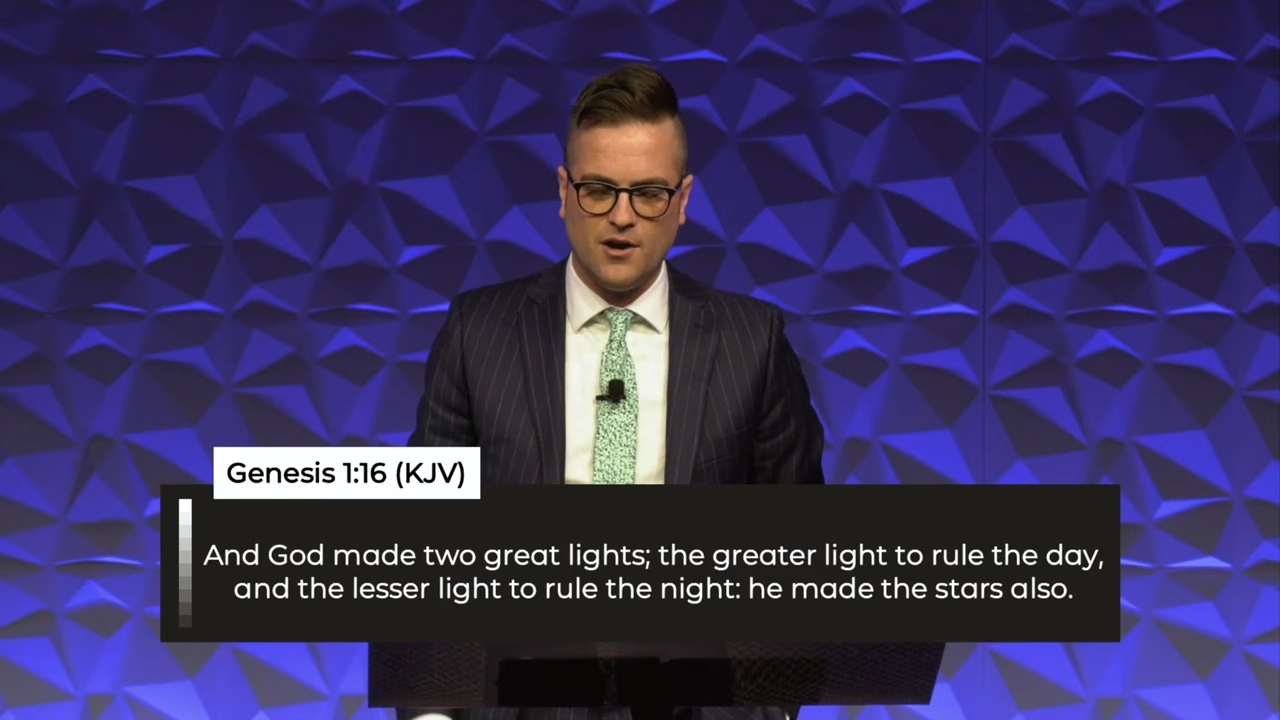 Genesis 1:16 (KJV)
And God made two great lights; the greater light to rule the day,
and the lesser light to rule the night: he made the stars also.